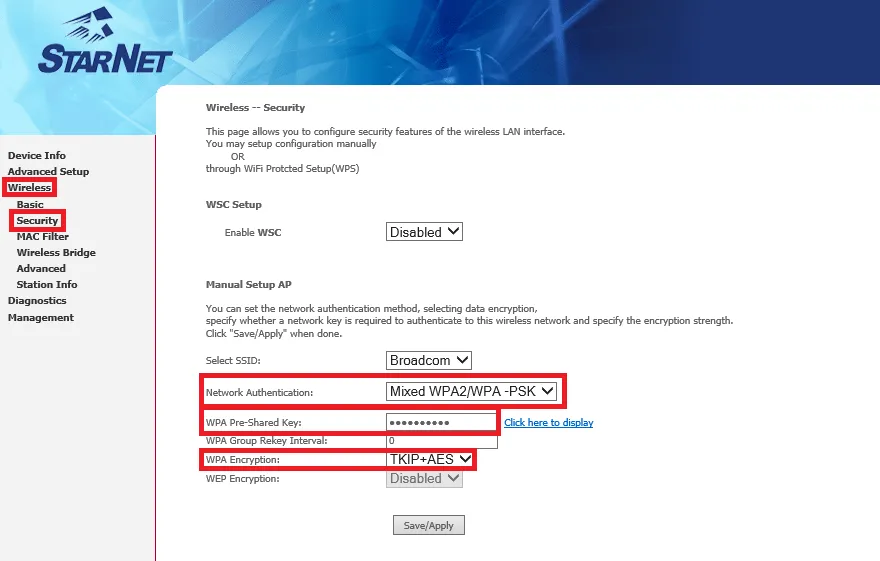 STARNET
Device Info
Advanced Setup
Wireless
Basic
Security
MAC Filter
Wireless Bridge
Advanced
Station Info
Diagnostics
Management
Wireless -- Security
This page allows you to configure security features of the wireless LAN interface.
You may setup configuration manually
OR
through WiFi Protcted Setup(WPS)
WSC Setup
Enable WSC Disabled
Manual Setup AP
You can set the network authentication method, selecting data encryption,
specify whether a network key is required to authenticate to this wireless network and specify the encryption strength.
Click "Save/Apply" when done.
Select SSID: Broadcom
Network Authentication: Mixed WPA2/WPA -PSK
WPA Pre-Shared Key: •••••••••• Click here to display
WPA Group Rekey Interval: 0
WPA Encryption: TKIP+AES
WEP Encryption: Disabled
Save/Apply